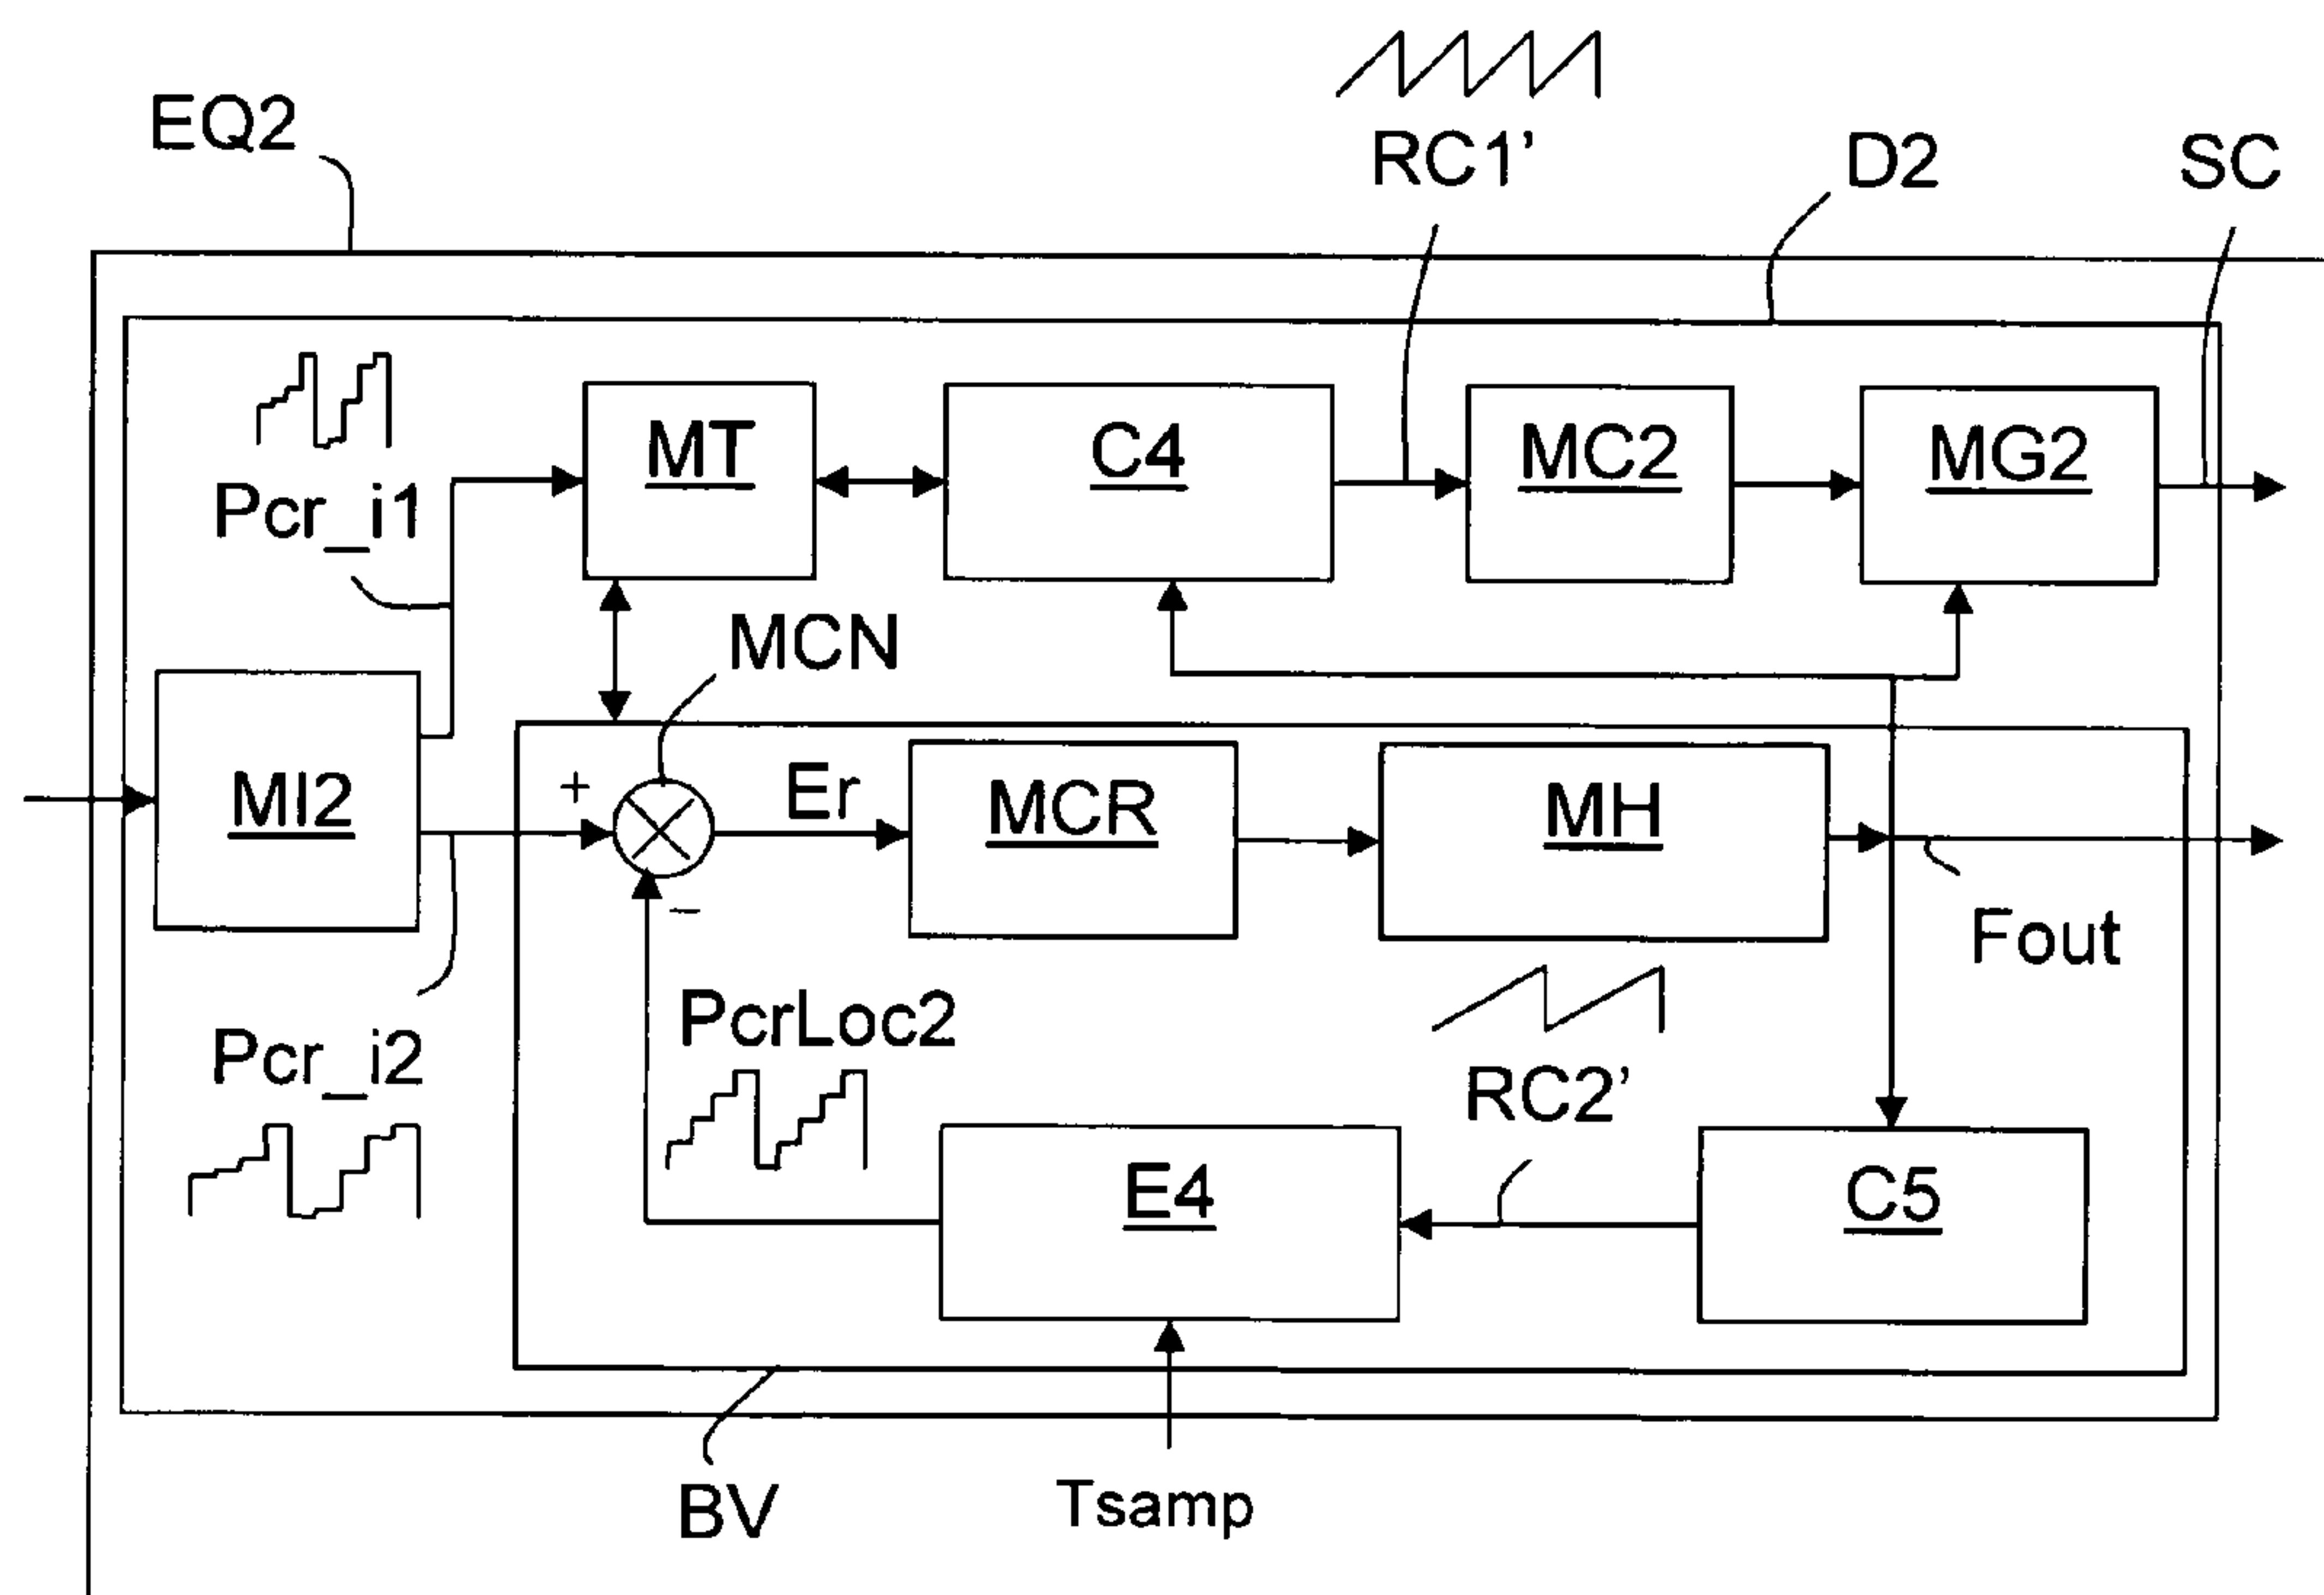 EQ2
RC1’
D2
SC
Pcr_i1
MT
C4
MC2
MG2
MCN
MI2
+
Er
MCR
MH
−
Fout
PcrLoc2
Pcr_i2
RC2’
E4
C5
BV
Tsamp